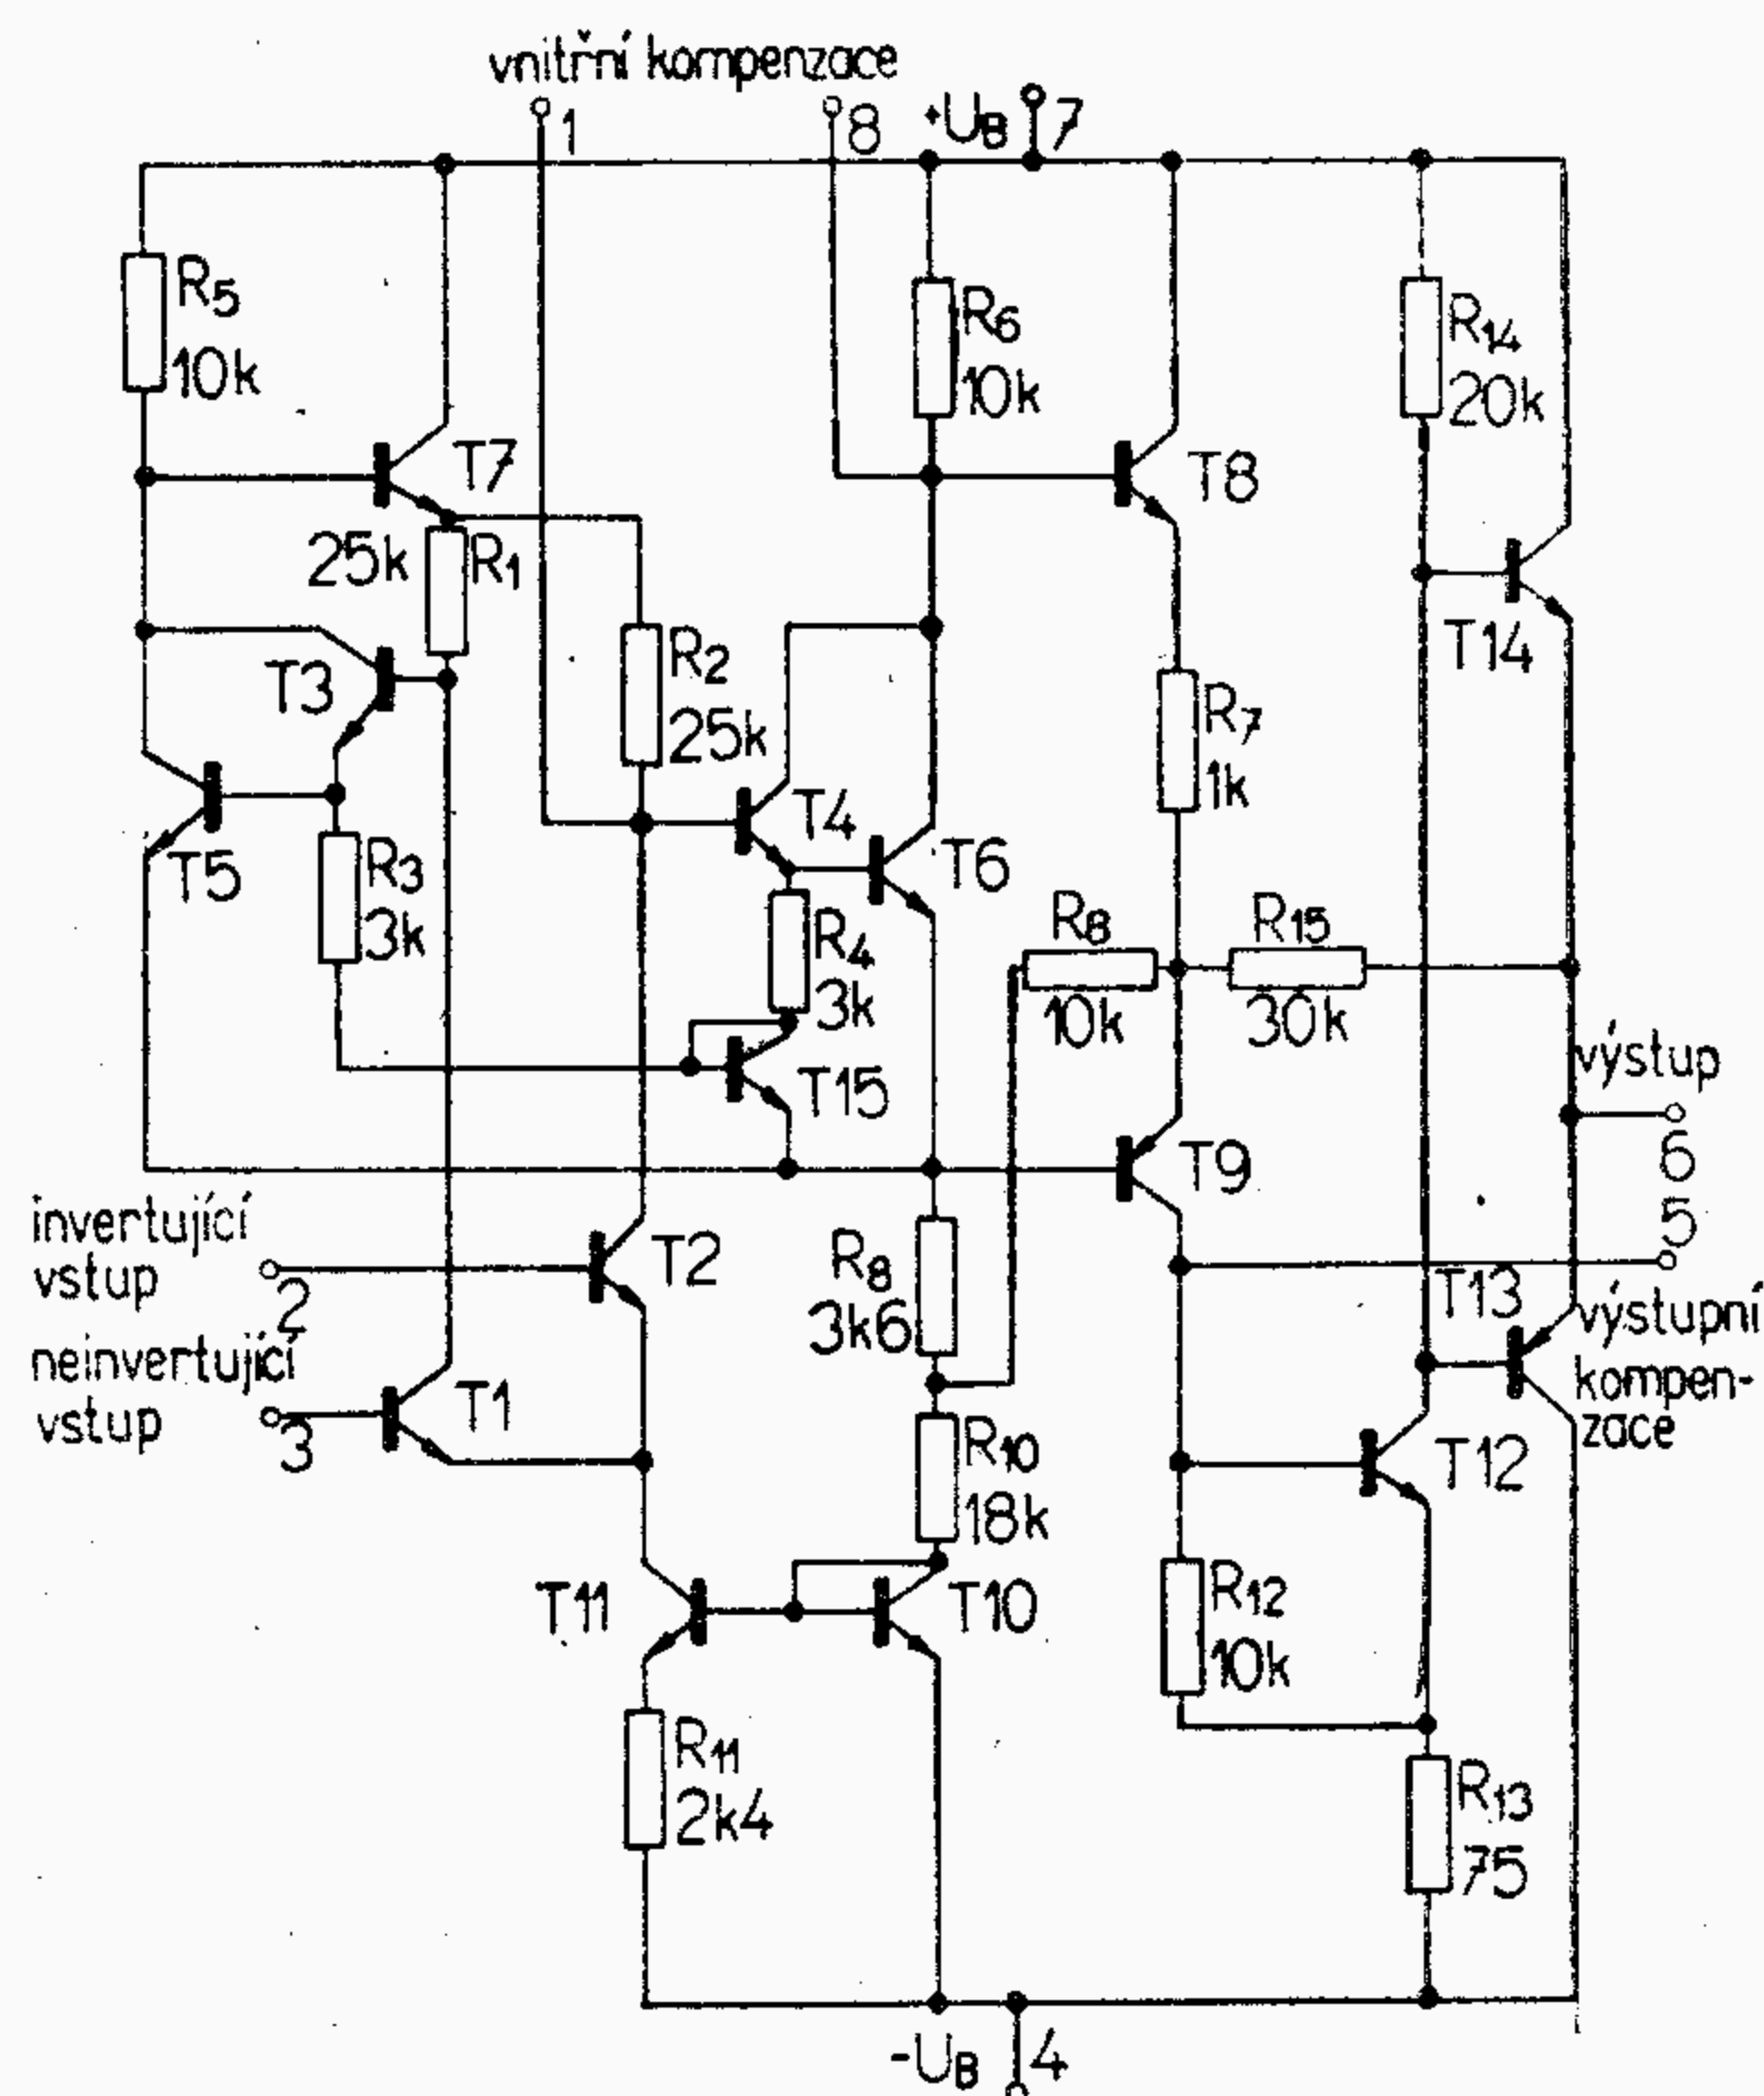 vnitřní kompenzace
1
8
+UB
7
R5
10k
R6
10k
R14
20k
T7
T8
25k
R1
T14
T3
R2
25k
R7
1k
T5
R3
3k
T4
T6
R4
3k
R8
10k
R15
30k
T15
výstup
6
T9
5
invertující
vstup
2
T2
R8
3k6
T13
výstupní
kompen-
zace
neinvertující
vstup
3
T1
R10
18k
T12
T11
T10
R12
10k
R11
2k4
R13
75
-UB
4